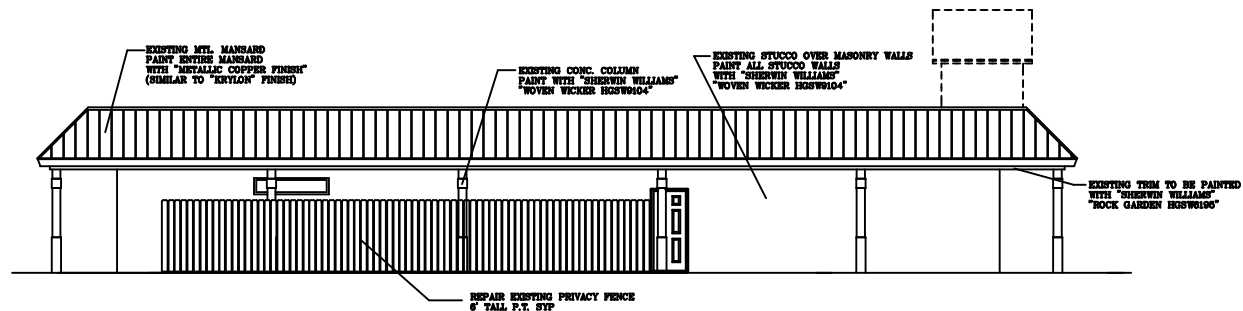 EXISTING MTL. MANSARD
PAINT ENTIRE MANSARD
WITH "METALLIC COPPER FINISH"
(SIMILAR TO "KRYLON" FINISH)
EXISTING CONC. COLUMN
PAINT WITH "SHERWIN WILLIAMS"
"WOVEN WICKER HGSW9104"
EXISTING STUCCO OVER MASONRY WALLS
PAINT ALL STUCCO WALLS
WITH "SHERWIN WILLIAMS"
"WOVEN WICKER HGSW9104"
EXISTING TRIM TO BE PAINTED
WITH "SHERWIN WILLIAMS"
"ROCK GARDEN HGSW6195"
REPAIR EXISTING PRIVACY FENCE
6' TALL P.T. SYP